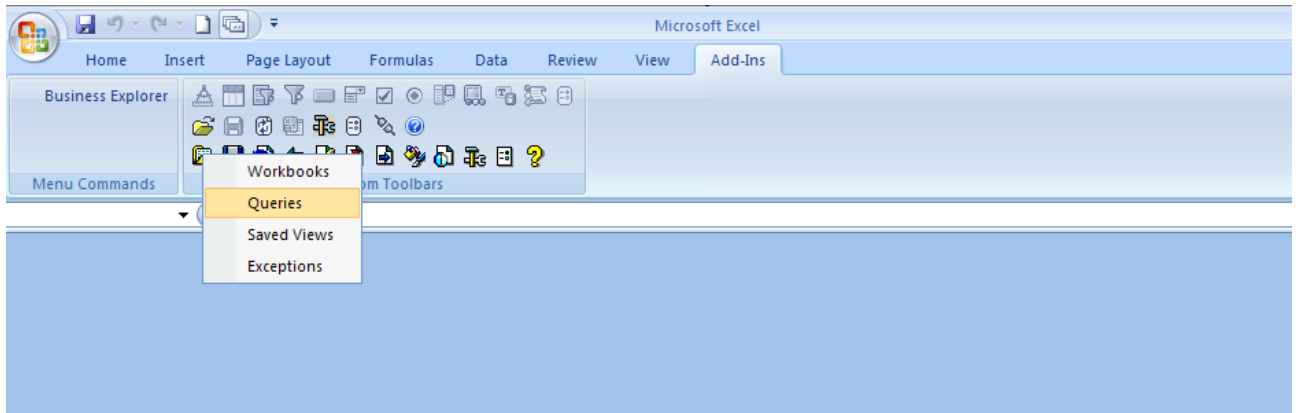 Microsoft Excel
Home Insert Page Layout Formulas Data Review View Add-Ins
Business Explorer
Workbooks
Menu Commands
om Toolbars
Queries
Saved Views
Exceptions